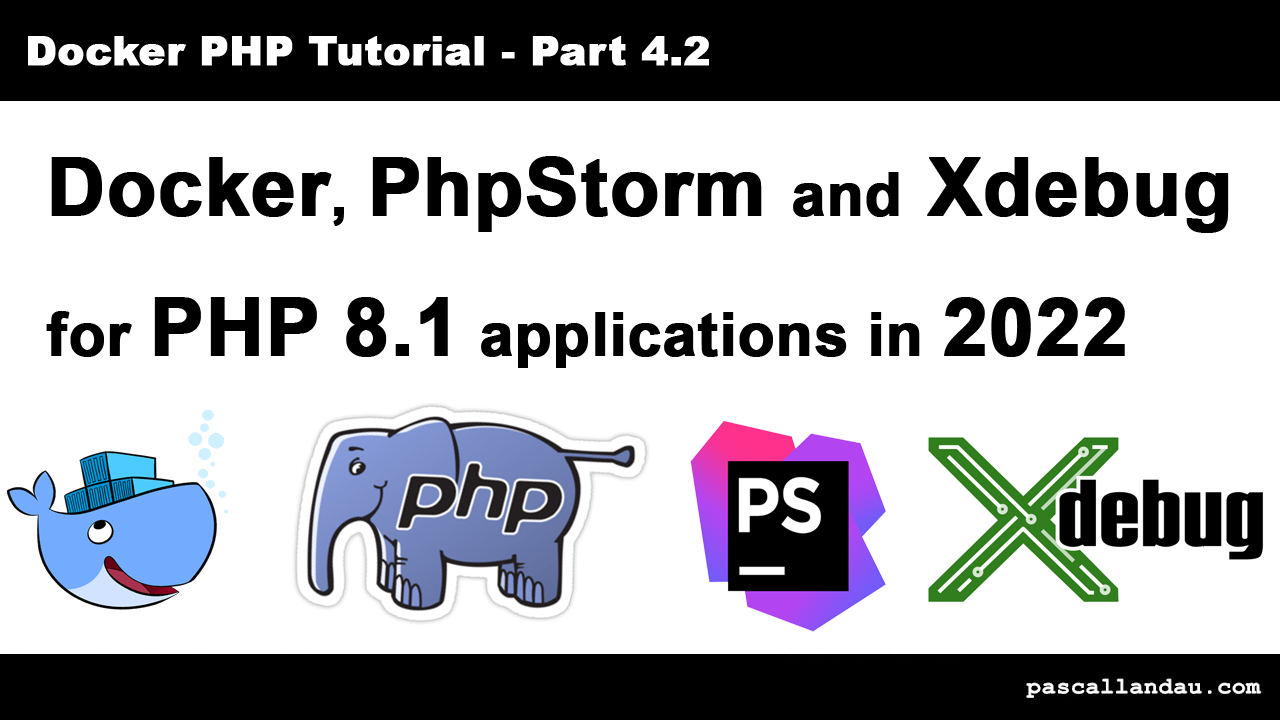 Docker PHP Tutorial - Part 4.2
Docker, PhpStorm and Xdebug
for PHP 8.1 applications in 2022
php
PS
Xdebug
pascallandau.com